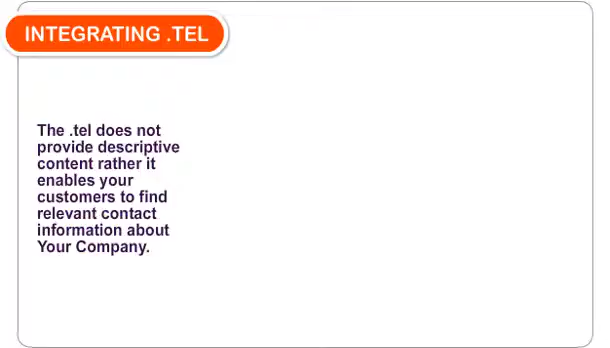 INTEGRATING .TEL
The .tel does not
provide descriptive
content rather it
enables your
customers to find
relevant contact
information about
Your Company.